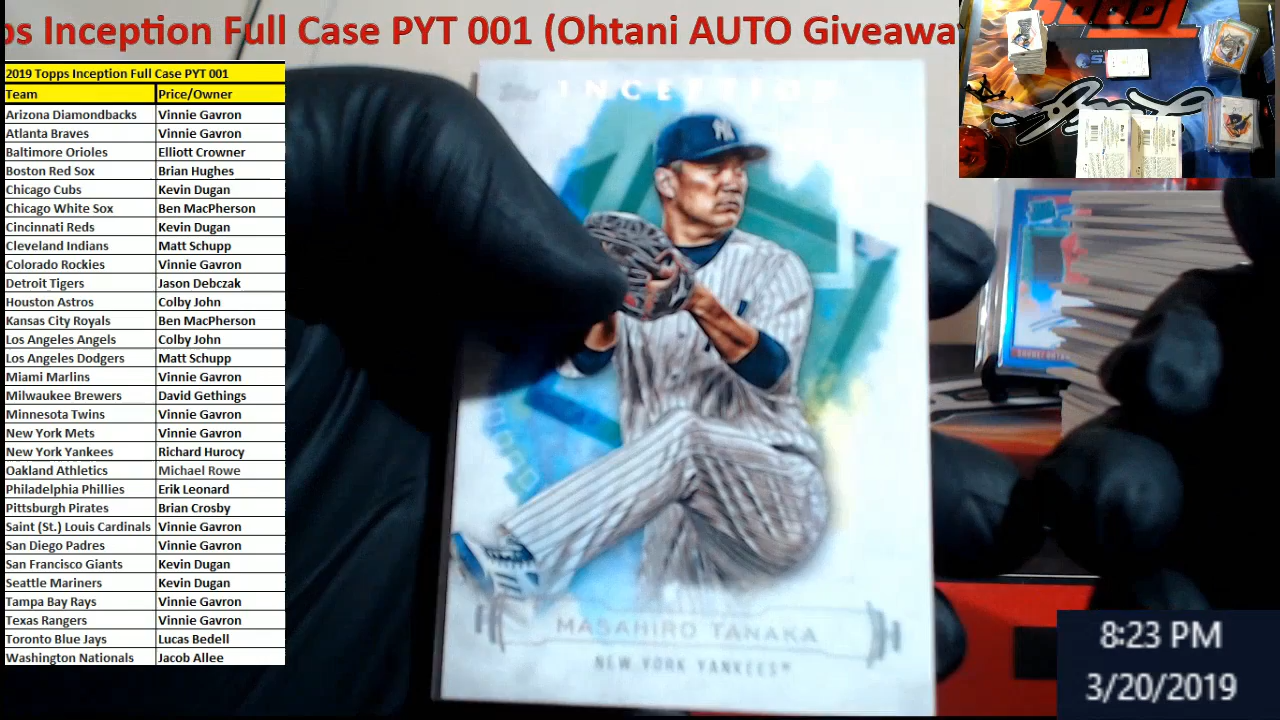 ps Inception Full Case PYT 001 (Ohtani AUTO Giveawa
2019 Topps Inception Full Case PYT 001
Team Price/Owner
Arizona Diamondbacks Vinnie Gavron
Atlanta Braves Vinnie Gavron
Baltimore Orioles Elliott Crowner
Boston Red Sox Brian Hughes
Chicago Cubs Kevin Dugan
Chicago White Sox Ben MacPherson
Cincinnati Reds Kevin Dugan
Cleveland Indians Matt Schupp
Colorado Rockies Vinnie Gavron
Detroit Tigers Jason Debczak
Houston Astros Colby John
Kansas City Royals Ben MacPherson
Los Angeles Angels Colby John
Los Angeles Dodgers Matt Schupp
Miami Marlins Vinnie Gavron
Milwaukee Brewers David Gethings
Minnesota Twins Vinnie Gavron
New York Mets Vinnie Gavron
New York Yankees Richard Hurocy
Oakland Athletics Michael Rowe
Philadelphia Phillies Erik Leonard
Pittsburgh Pirates Brian Crosby
Saint (St.) Louis Cardinals Vinnie Gavron
San Diego Padres Vinnie Gavron
San Francisco Giants Kevin Dugan
Seattle Mariners Kevin Dugan
Tampa Bay Rays Vinnie Gavron
Texas Rangers Vinnie Gavron
Toronto Blue Jays Lucas Bedell
Washington Nationals Jacob Allee
Topps INCEPTION
NY
MASAHIRO TANAKA
NEW YORK YANKEES
8:23 PM
3/20/2019